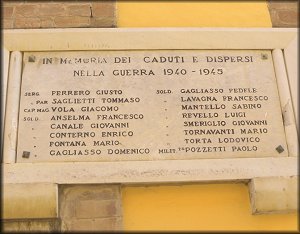 IN MEMORIA DEI CADUTI E DISPERSI
NELLA GUERRA 1940 - 1945
SERG. FERRERO GIUSTO
" PAR SAGLIETTI TOMMASO
CAP. MAG. VOLA GIACOMO
SOLD. ANSELMA FRANCESCO
" CANALE GIOVANNI
" CONTERNO ENRICO
" FONTANA MARIO
" GAGLIASSO DOMENICO
SOLD. GAGLIASSO FEDELE
" LAVAGNA FRANCESCO
" MANTELLO SABINO
" REVELLO LUIGI
" SMERIGLIO GIOVANNI
" TORNAVANTI MARIO
" TORTA LODOVICO
MILIT. POZZETTI PAOLO